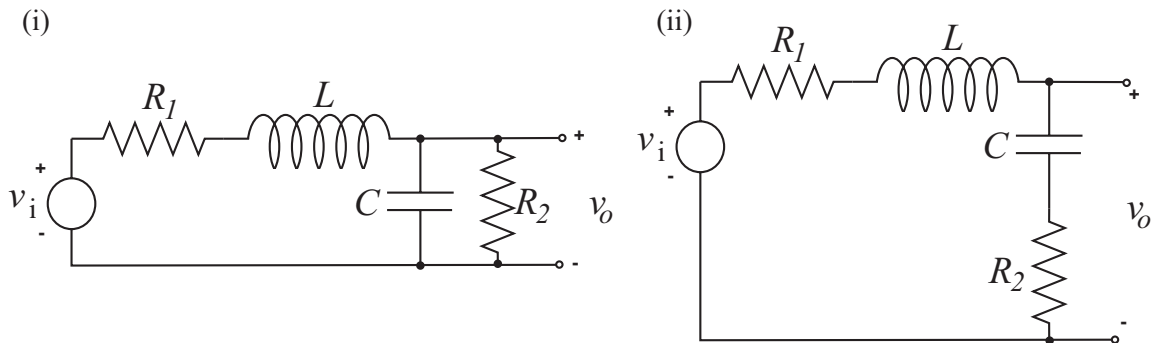 (i)
R1
L
+
vi
-
C
R2
+
vo
-
(ii)
R1
L
+
vi
-
C
R2
+
vo
-